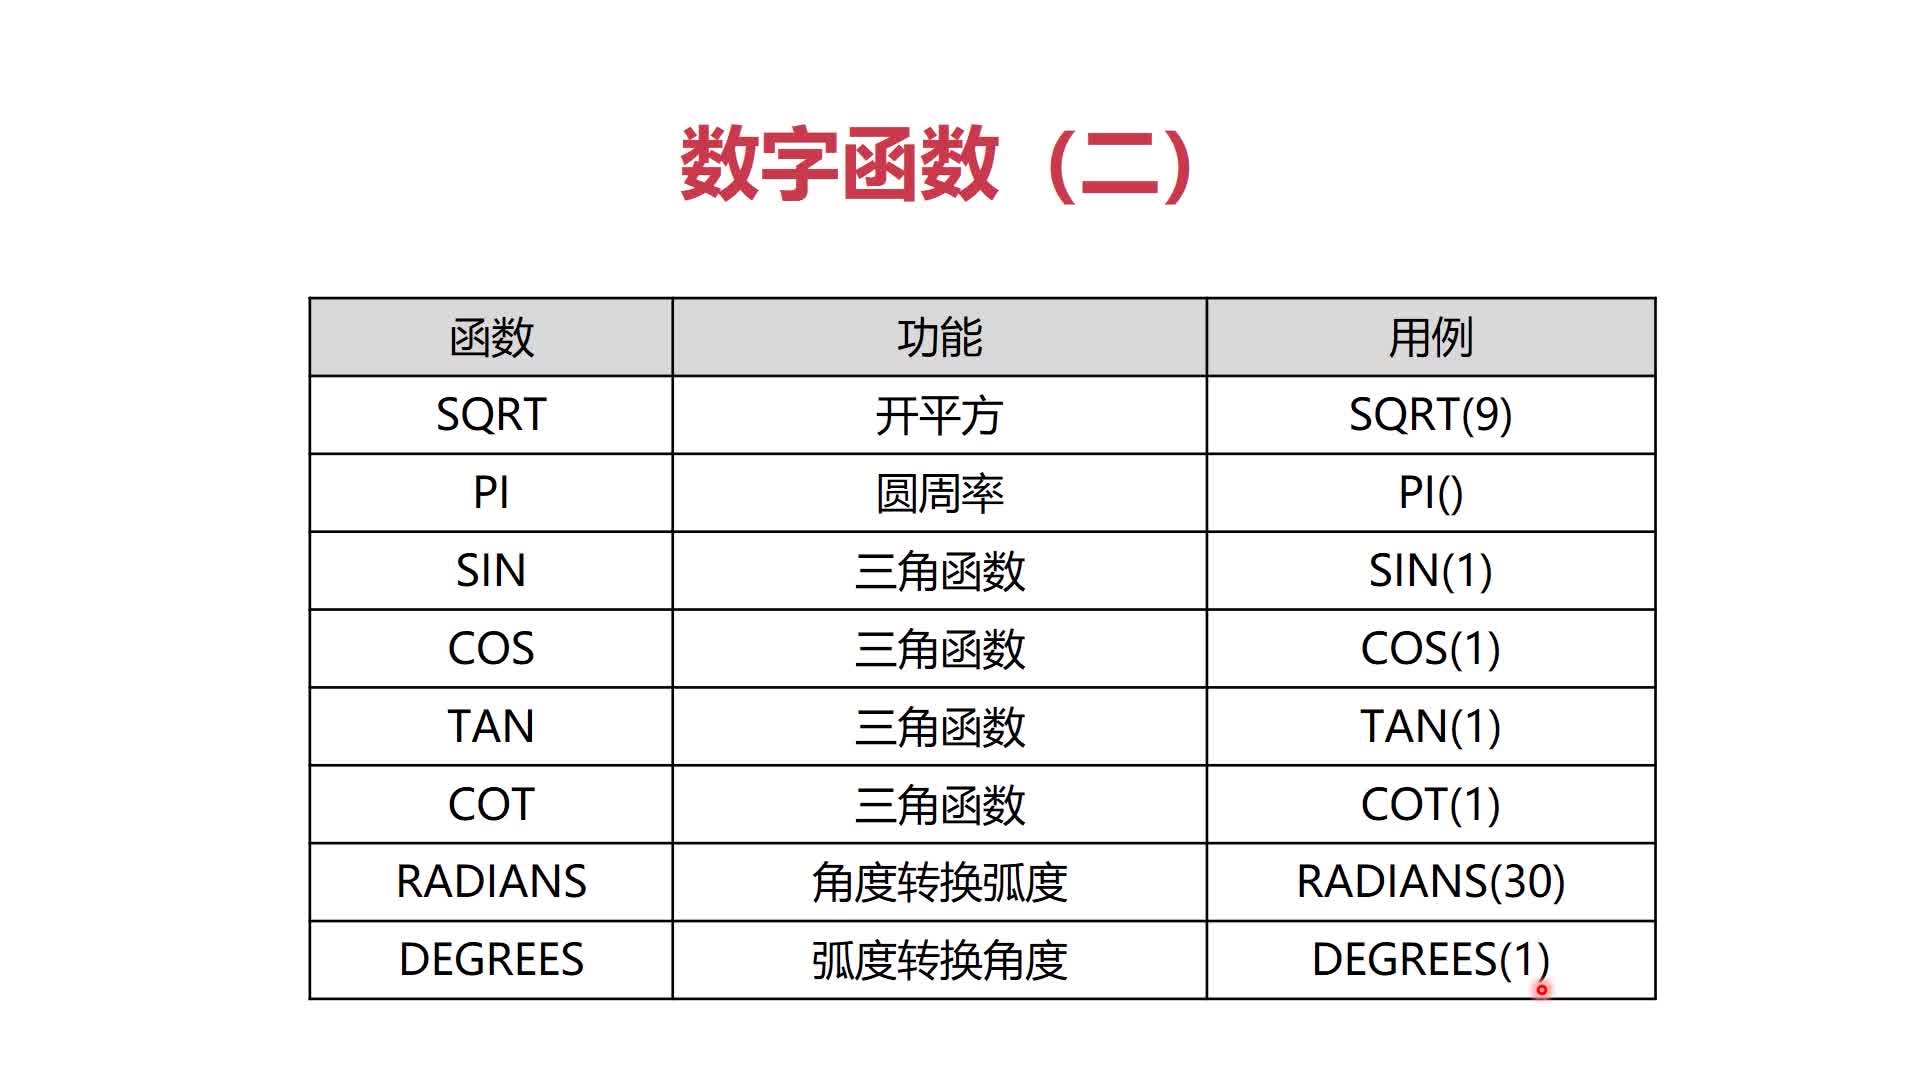 数字函数（二）
函数 功能 用例
SQRT 开平方 SQRT(9)
PI 圆周率 PI()
SIN 三角函数 SIN(1)
COS 三角函数 COS(1)
TAN 三角函数 TAN(1)
COT 三角函数 COT(1)
RADIANS 角度转换弧度 RADIANS(30)
DEGREES 弧度转换角度 DEGREES(1)